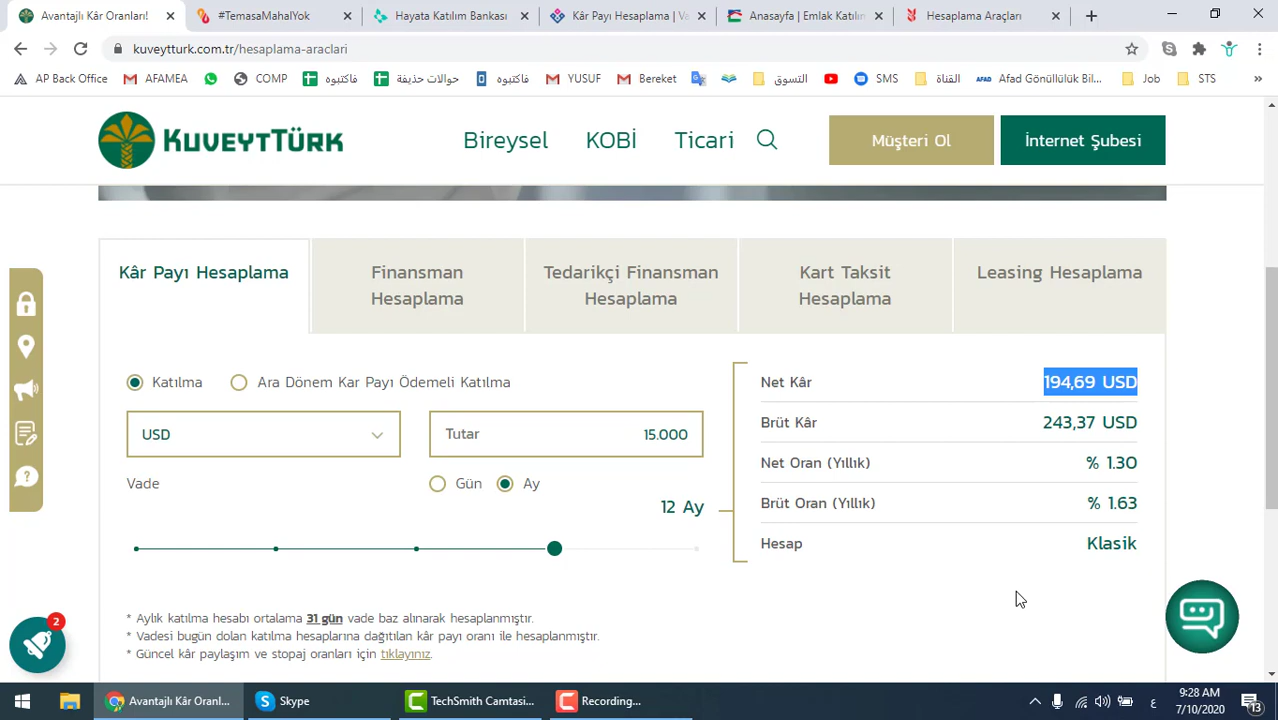 Avantajlı Kâr Oranları!
#TemasaMahalYok
Hayata Katılım Bankası
Kâr Payı Hesaplama | Va
Anasayfa | Emlak Katılım
Hesaplama Araçları
kuveytturk.com.tr/hesaplama-araclari
AP Back Office
AFAMEA
COMP
فاكتبوه
حوالات حذيفة
فاكتبوه
YUSUF
Bereket
التسوق
SMS
القناة
AFAD
Afad Gönüllülük Bil...
Job
STS
»
KUVEYTTÜRK
Bireysel
KOBİ
Ticari
Müşteri Ol
İnternet Şubesi
Kâr Payı Hesaplama
Finansman
Hesaplama
Tedarikçi Finansman
Hesaplama
Kart Taksit
Hesaplama
Leasing Hesaplama
Katılma
Ara Dönem Kar Payı Ödemeli Katılma
USD
Tutar 15.000
Vade
Gün
Ay
12 Ay
Net Kâr 194,69 USD
Brüt Kâr 243,37 USD
Net Oran (Yıllık) % 1.30
Brüt Oran (Yıllık) % 1.63
Hesap Klasik
* Aylık katılma hesabı ortalama 31 gün vade baz alınarak hesaplanmıştır.
* Vadesi bugün dolan katılma hesaplarına dağıtılan kâr payı oranı ile hesaplanmıştır.
* Güncel kâr paylaşım ve stopaj oranları için tıklayınız.
2
Avantajlı Kâr Oranl...
Skype
TechSmith Camtasi...
Recording...
ع
9:28 AM
7/10/2020
13